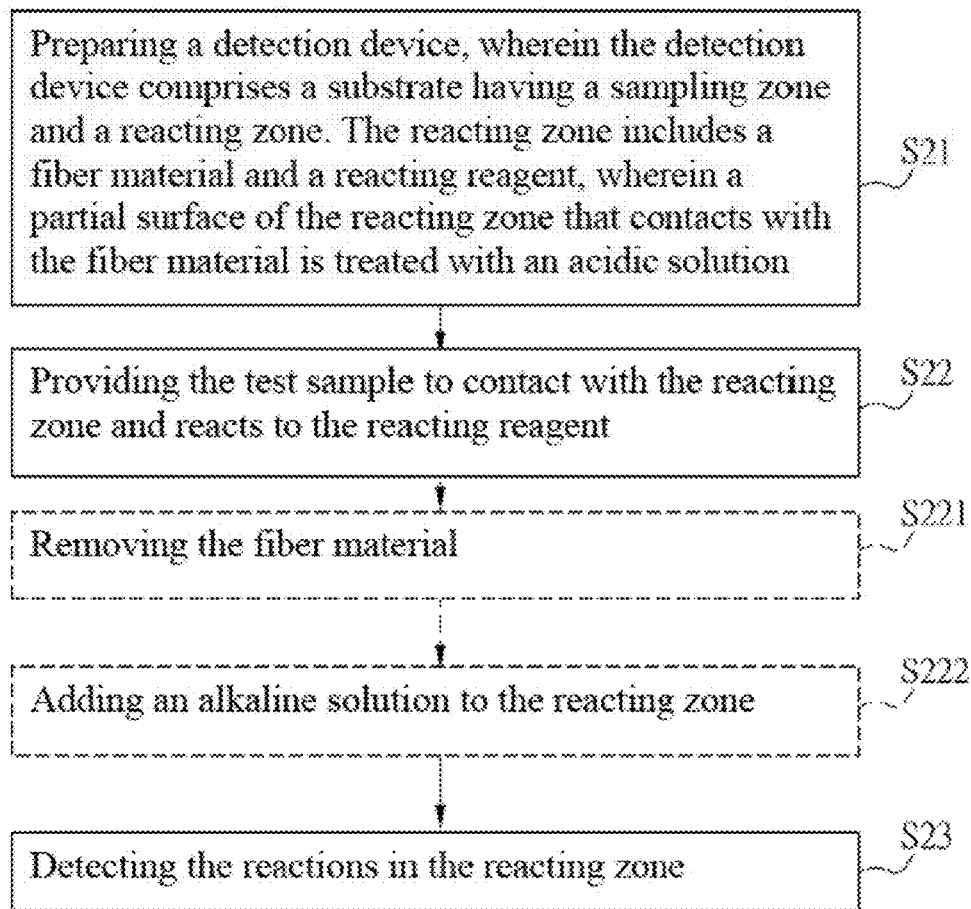 Preparing a detection device, wherein the detection
device comprises a substrate having a sampling zone
and a reacting zone. The reacting zone includes a
fiber material and a reacting reagent, wherein a
partial surface of the reacting zone that contacts with
the fiber material is treated with an acidic solution
S21
Providing the test sample to contact with the reacting
zone and reacts to the reacting reagent
S22
Removing the fiber material
S221
Adding an alkaline solution to the reacting zone
S222
Detecting the reactions in the reacting zone
S23